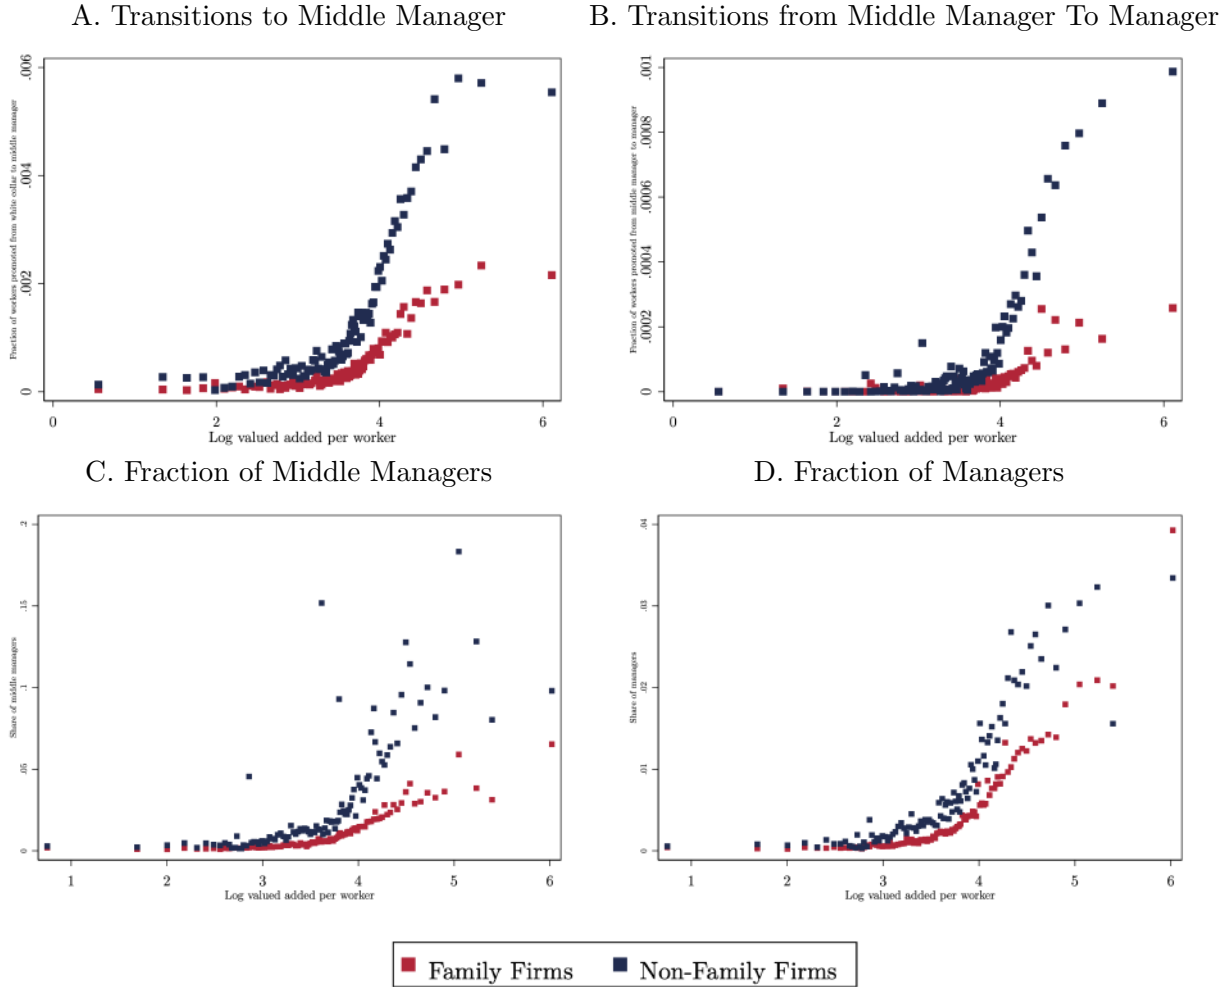 A. Transitions to Middle Manager
Fraction of workers promoted from white collar to middle manager
.006
.004
.002
0
0
2
4
6
Log valued added per worker
B. Transitions from Middle Manager To Manager
Fraction of workers promoted from middle manager to manager
.001
.0008
.0006
.0004
.0002
0
0
2
4
6
Log valued added per worker
C. Fraction of Middle Managers
Share of middle managers
.2
.15
.1
.05
0
1
2
3
4
5
6
Log valued added per worker
D. Fraction of Managers
Share of managers
.04
.03
.02
.01
0
1
2
3
4
5
6
Log valued added per worker
Family Firms
Non-Family Firms